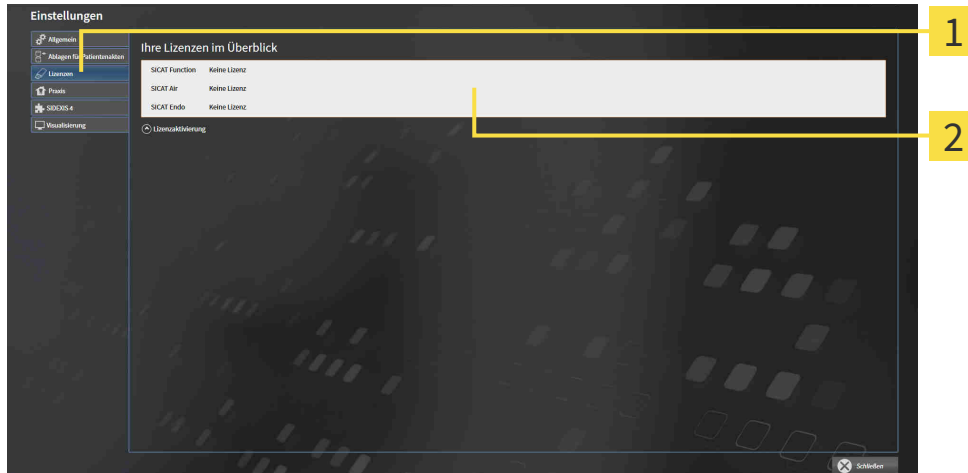 Einstellungen
Allgemein
Ablagen für Patientenakten
Lizenzen
Praxis
SIDEXIS 4
Visualisierung
Ihre Lizenzen im Überblick
SICAT Function Keine Lizenz
SICAT Air Keine Lizenz
SICAT Endo Keine Lizenz
Lizenzaktivierung
Schließen
1
2